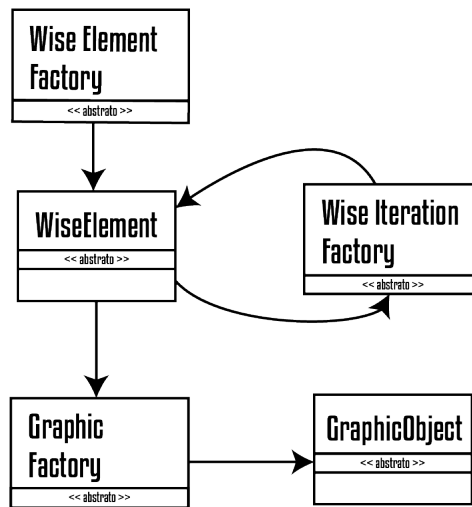 Wise Element
Factory
<< abstrato >>
WiseElement
<< abstrato >>
Wise Iteration
Factory
<< abstrato >>
Graphic
Factory
<< abstrato >>
GraphicObject
<< abstrato >>